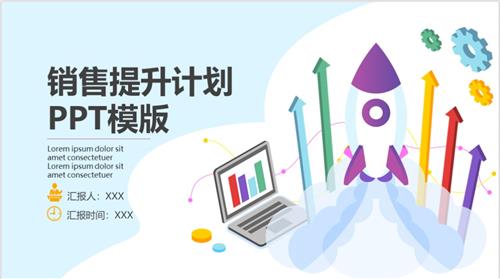 销售提升计划
PPT模版
Lorem ipsum dolor sit
amet consectetuer
Lorem ipsum dolor sit
amet consectetuer
汇报人：XXX
汇报时间：XXX